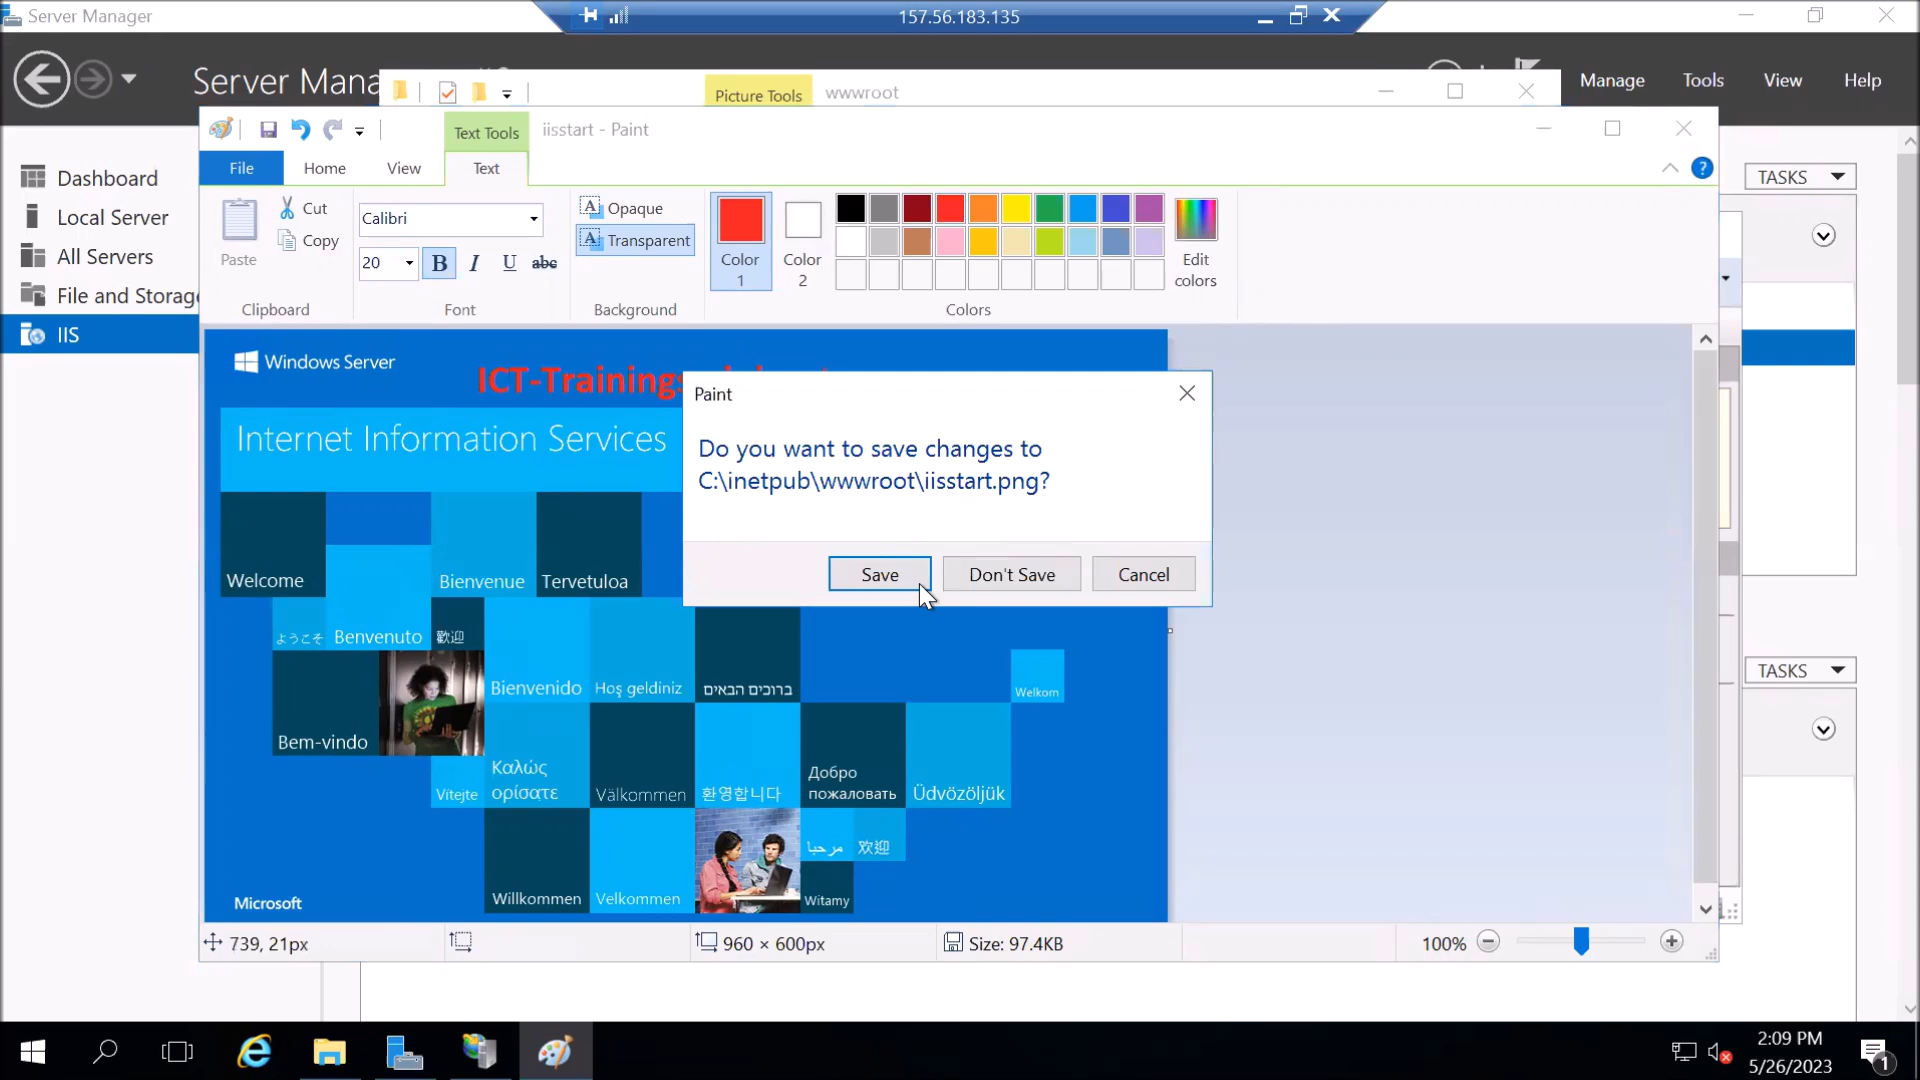 Server Manager
157.56.183.135
Server Mana
Manage
Tools
View
Help
Picture Tools
wwwroot
Text Tools
iisstart - Paint
File
Home
View
Text
TASKS
Dashboard
Local Server
All Servers
File and Storag
IIS
Paste
Cut
Copy
Clipboard
Calibri
20
B
I
U
abc
Font
A Opaque
A Transparent
Background
Color
1
Color
2
Edit
colors
Colors
Windows Server
ICT-Training
Internet Information Services
Paint
Do you want to save changes to
C:\inetpub\wwwroot\iisstart.png?
Save
Don't Save
Cancel
Welcome
Bienvenue
Tervetuloa
ようこそ
Benvenuto
歡迎
Bienvenido
Hoş geldiniz
ברוכים הבאים
Welkom
TASKS
Bem-vindo
Vítejte
Καλώς
ορίσατε
Välkommen
환영합니다
Добро
пожаловать
Üdvözöljük
مرحبا
欢迎
Willkommen
Velkommen
Witamy
Microsoft
739, 21px
960 × 600px
Size: 97.4KB
100%
2:09 PM
5/26/2023
1